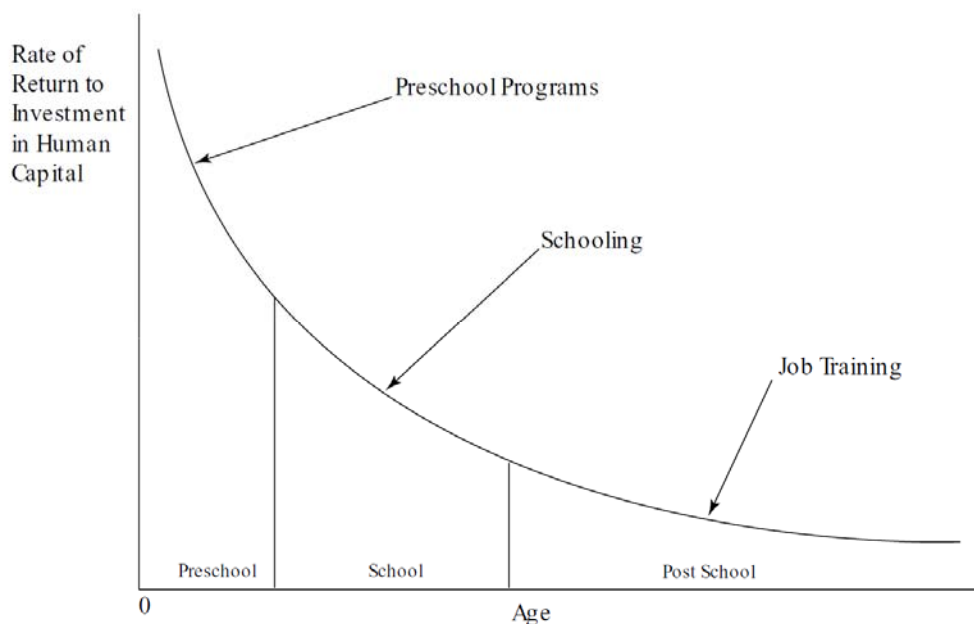 Rate of
Return to
Investment
in Human
Capital
Preschool Programs
Schooling
Job Training
Preschool
School
Post School
0
Age